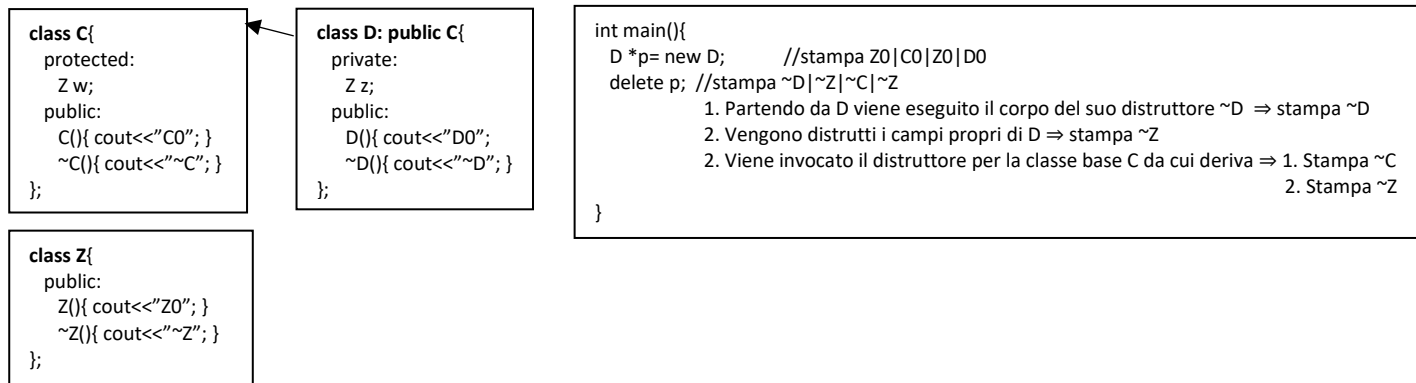 class C{
protected:
Z w;
public:
C(){ cout<<”C0”; }
~C(){ cout<<”~C”; }
};
class D: public C{
private:
Z z;
public:
D(){ cout<<”D0”;
~D(){ cout<<”~D”; }
};
int main(){
D *p= new D; //stampa Z0|C0|Z0|D0
delete p; //stampa ~D|~Z|~C|~Z
1. Partendo da D viene eseguito il corpo del suo distruttore ~D ⇒ stampa ~D
2. Vengono distrutti i campi propri di D ⇒ stampa ~Z
2. Viene invocato il distruttore per la classe base C da cui deriva ⇒ 1. Stampa ~C
2. Stampa ~Z
}
class Z{
public:
Z(){ cout<<”Z0”; }
~Z(){ cout<<”~Z”; }
};